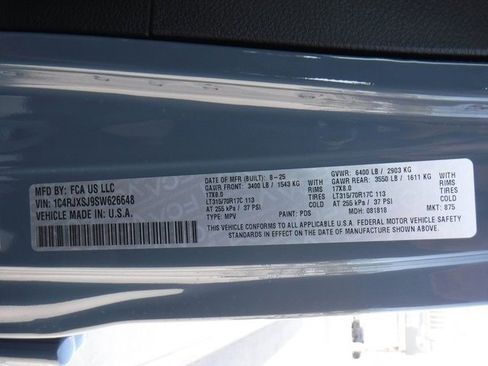 MFD BY: FCA US LLC
VIN: 1C4RJXSJ9SW626648
VEHICLE MADE IN: U.S.A.
DATE OF MFR (BUILT): 8-25
GAWR FRONT: 3400 LB / 1543 KG
17X8.0 RIMS
LT315/70R17C 113 TIRES
AT 255 kPa / 37 PSI COLD
TYPE: MPV PAINT: PDS
GVWR: 6400 LB / 2903 KG
GAWR REAR: 3550 LB / 1611 KG
17X8.0 RIMS
LT315/70R17C 113 TIRES
AT 255 kPa / 37 PSI COLD
MDH: 081818 MKT: 875
THIS VEHICLE CONFORMS TO ALL APPLICABLE U.S.A. FEDERAL MOTOR VEHICLE SAFETY
STANDARDS IN EFFECT ON THE DATE OF MANUFACTURE SHOWN ABOVE.